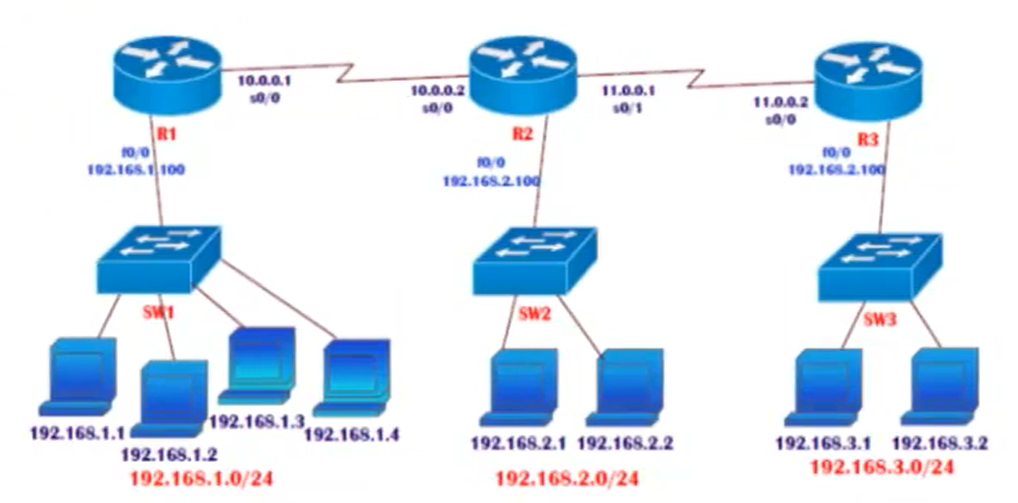 10.0.0.1
s0/0
10.0.0.2
s0/0
11.0.0.1
s0/1
11.0.0.2
s0/0
R1
R2
R3
f0/0
192.168.1.100
f0/0
192.168.2.100
f0/0
192.168.2.100
SW1
SW2
SW3
192.168.1.1
192.168.1.2
192.168.1.3
192.168.1.4
192.168.2.1
192.168.2.2
192.168.3.1
192.168.3.2
192.168.1.0/24
192.168.2.0/24
192.168.3.0/24